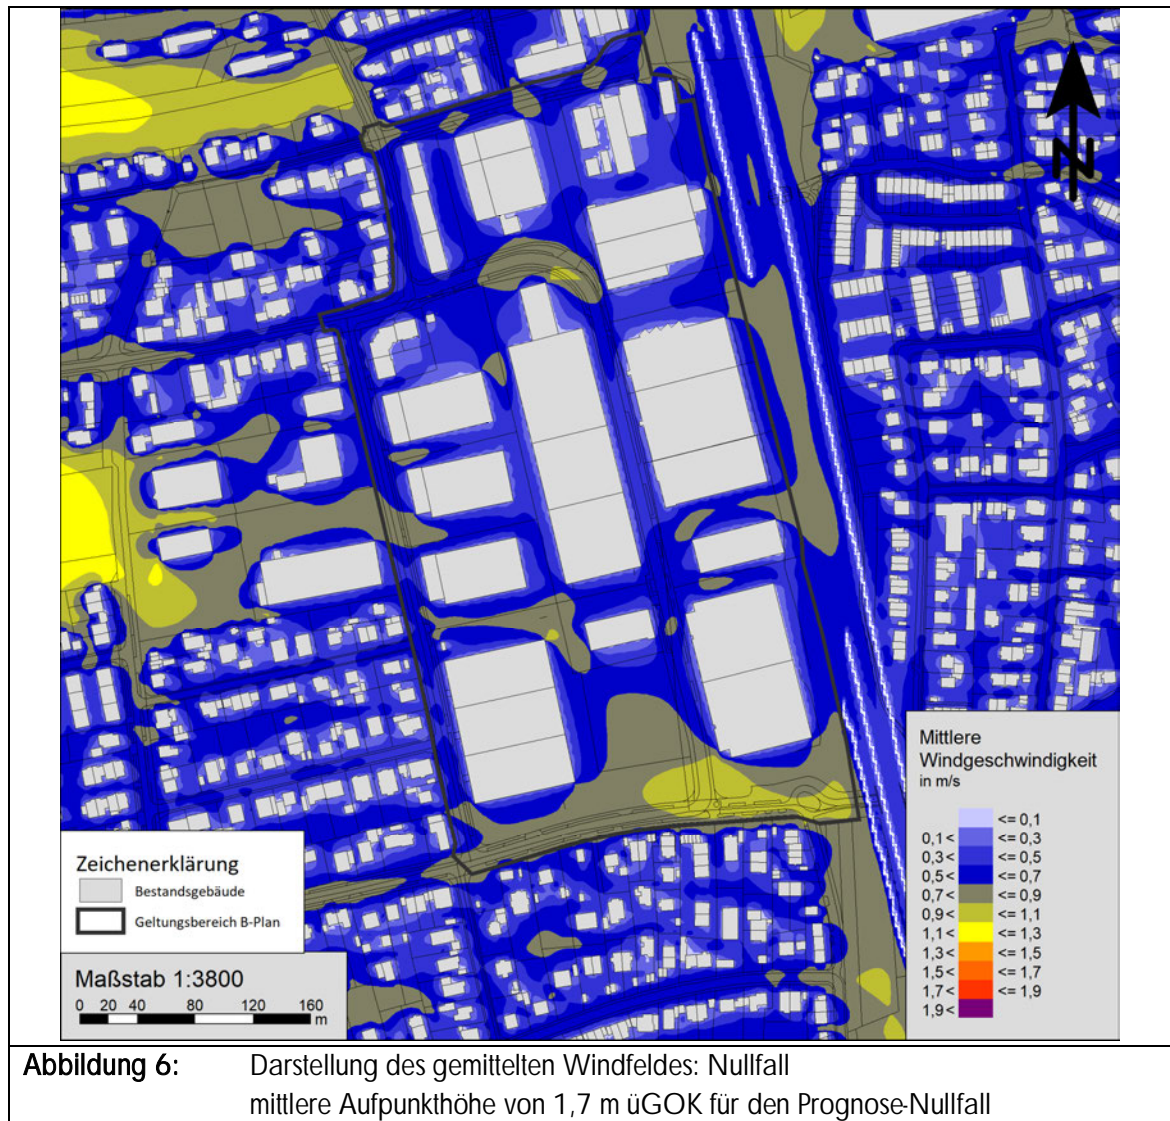 N
Mittlere
Windgeschwindigkeit
in m/s
<= 0,1
0,1 < <= 0,3
0,3 < <= 0,5
0,5 < <= 0,7
0,7 < <= 0,9
0,9 < <= 1,1
1,1 < <= 1,3
1,3 < <= 1,5
1,5 < <= 1,7
1,7 < <= 1,9
1,9 <
Zeichenerklärung
Bestandsgebäude
Geltungsbereich B-Plan
Maßstab 1:3800
0 20 40 80 120 160
m
Abbildung 6: Darstellung des gemittelten Windfeldes: Nullfall
mittlere Aufpunkthöhe von 1,7 m üGOK für den Prognose-Nullfall